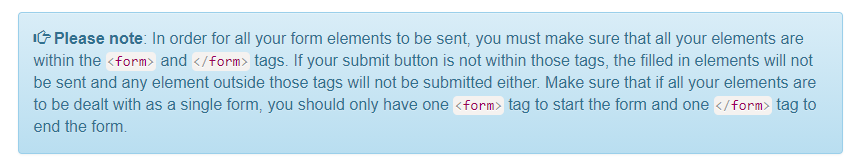 Please note: In order for all your form elements to be sent, you must make sure that all your elements are
within the <form> and </form> tags. If your submit button is not within those tags, the filled in elements will not
be sent and any element outside those tags will not be submitted either. Make sure that if all your elements are
to be dealt with as a single form, you should only have one <form> tag to start the form and one </form> tag to
end the form.